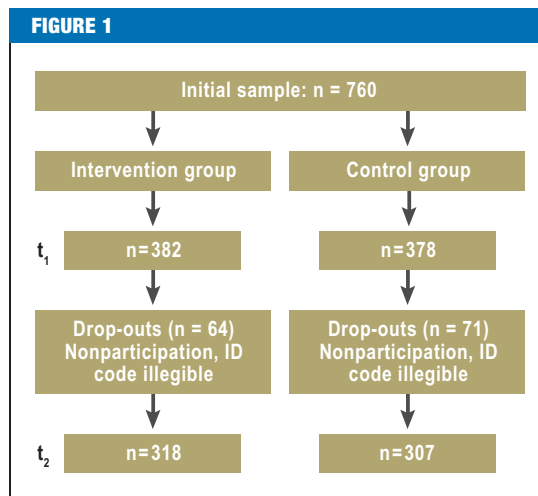 FIGURE 1
Initial sample: n = 760
Intervention group
Control group
t1
n=382
n=378
Drop-outs (n = 64)
Nonparticipation, ID
code illegible
Drop-outs (n = 71)
Nonparticipation, ID
code illegible
t2
n=318
n=307